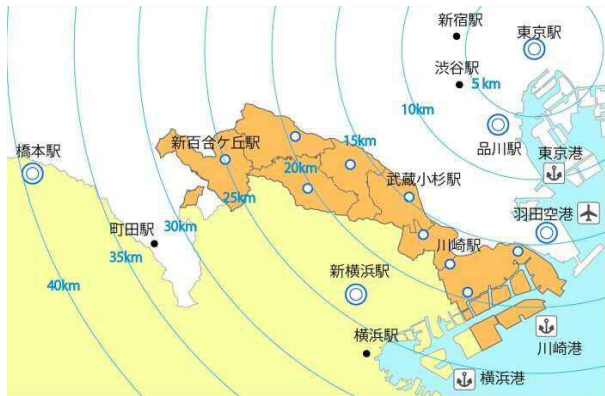 新宿駅
東京駅
渋谷駅
5km
10km
品川駅
新百合ケ丘駅
15km
橋本駅
20km
武蔵小杉駅
東京港
25km
羽田空港
町田駅
30km
川崎駅
35km
新横浜駅
40km
横浜駅
川崎港
横浜港